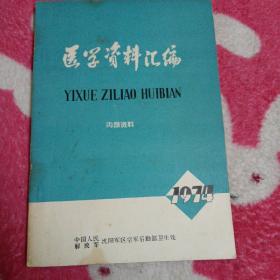 医学资料汇编
YIXUE ZILIAO HUIBIAN
内部资料
1974
中国人民
解放军 沈阳军区空军后勤部卫生处